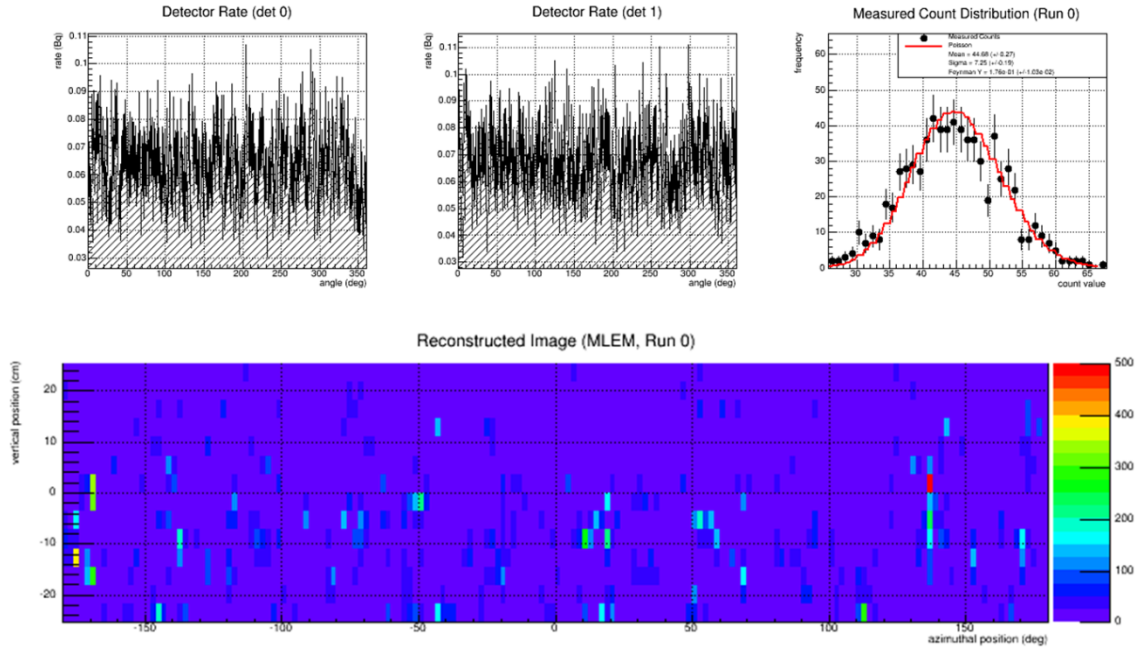 Detector Rate (det 0)
rate (Bq)
0.11
0.1
0.09
0.08
0.07
0.06
0.05
0.04
0.03
0 50 100 150 200 250 300 350
angle (deg)
Detector Rate (det 1)
rate (Bq)
0.11
0.1
0.09
0.08
0.07
0.06
0.05
0.04
0.03
0 50 100 150 200 250 300 350
angle (deg)
Measured Count Distribution (Run 0)
frequency
Measured Counts
Poisson
Mean = 44.68 (+/-0.27)
Sigma = 7.25 (+/-0.19)
Feynman Y = 1.76e-01 (+/-1.03e-02)
60
50
40
30
20
10
0
30 35 40 45 50 55 60 65
count value
Reconstructed Image (MLEM, Run 0)
vertical position (cm)
20
10
0
-10
-20
-150 -100 -50 0 50 100 150
azimuthal position (deg)
500
400
300
200
100
0